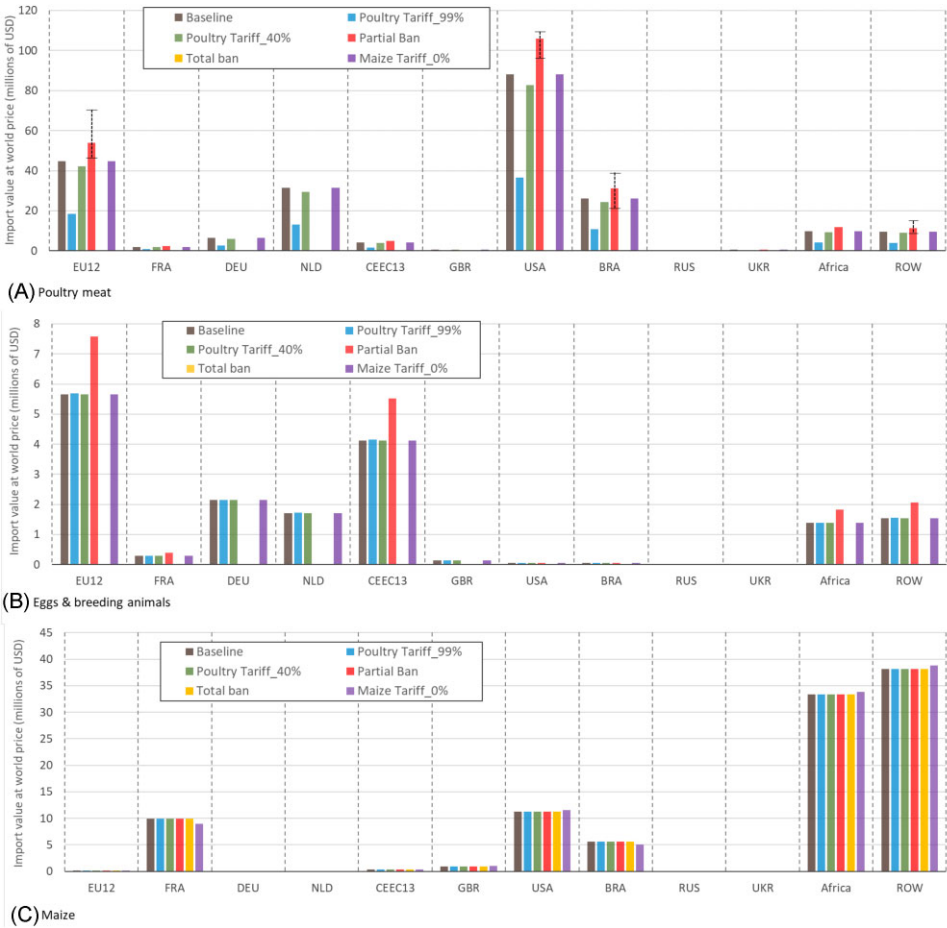 Import value at world price (millions of USD)
120
100
80
60
40
20
0
Baseline
Poultry Tariff_99%
Poultry Tariff_40%
Partial Ban
Total ban
Maize Tariff_0%
EU12 FRA DEU NLD CEEC13 GBR USA BRA RUS UKR Africa ROW
(A) Poultry meat
Import value at world price (millions of USD)
8
7
6
5
4
3
2
1
0
Baseline
Poultry Tariff_99%
Poultry Tariff_40%
Partial Ban
Total ban
Maize Tariff_0%
EU12 FRA DEU NLD CEEC13 GBR USA BRA RUS UKR Africa ROW
(B) Eggs & breeding animals
Import value at world price (millions of USD)
45
40
35
30
25
20
15
10
5
0
Baseline
Poultry Tariff_99%
Poultry Tariff_40%
Partial Ban
Total ban
Maize Tariff_0%
EU12 FRA DEU NLD CEEC13 GBR USA BRA RUS UKR Africa ROW
(C) Maize